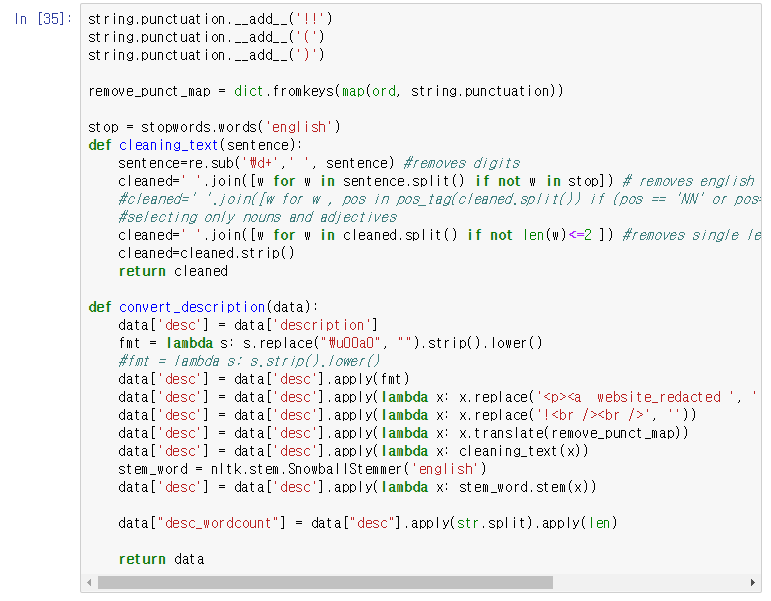 In [35]:
string.punctuation.__add__('!!')
string.punctuation.__add__('(')
string.punctuation.__add__(')')

remove_punct_map = dict.fromkeys(map(ord, string.punctuation))

stop = stopwords.words('english')
def cleaning_text(sentence):
    sentence=re.sub('₩d+',' ', sentence) #removes digits
    cleaned=' '.join([w for w in sentence.split() if not w in stop]) # removes english
    #cleaned=' '.join([w for w , pos in pos_tag(cleaned.split()) if (pos == 'NN' or pos=
    #selecting only nouns and adjectives
    cleaned=' '.join([w for w in cleaned.split() if not len(w)<=2 ]) #removes single le
    cleaned=cleaned.strip()
    return cleaned

def convert_description(data):
    data['desc'] = data['description']
    fmt = lambda s: s.replace("₩u00a0", "").strip().lower()
    #fmt = lambda s: s.strip().lower()
    data['desc'] = data['desc'].apply(fmt)
    data['desc'] = data['desc'].apply(lambda x: x.replace('<p><a  website_redacted ', '
    data['desc'] = data['desc'].apply(lambda x: x.replace('!<br /><br />', ''))
    data['desc'] = data['desc'].apply(lambda x: x.translate(remove_punct_map))
    data['desc'] = data['desc'].apply(lambda x: cleaning_text(x))
    stem_word = nltk.stem.SnowballStemmer('english')
    data['desc'] = data['desc'].apply(lambda x: stem_word.stem(x))

    data["desc_wordcount"] = data["desc"].apply(str.split).apply(len)

    return data